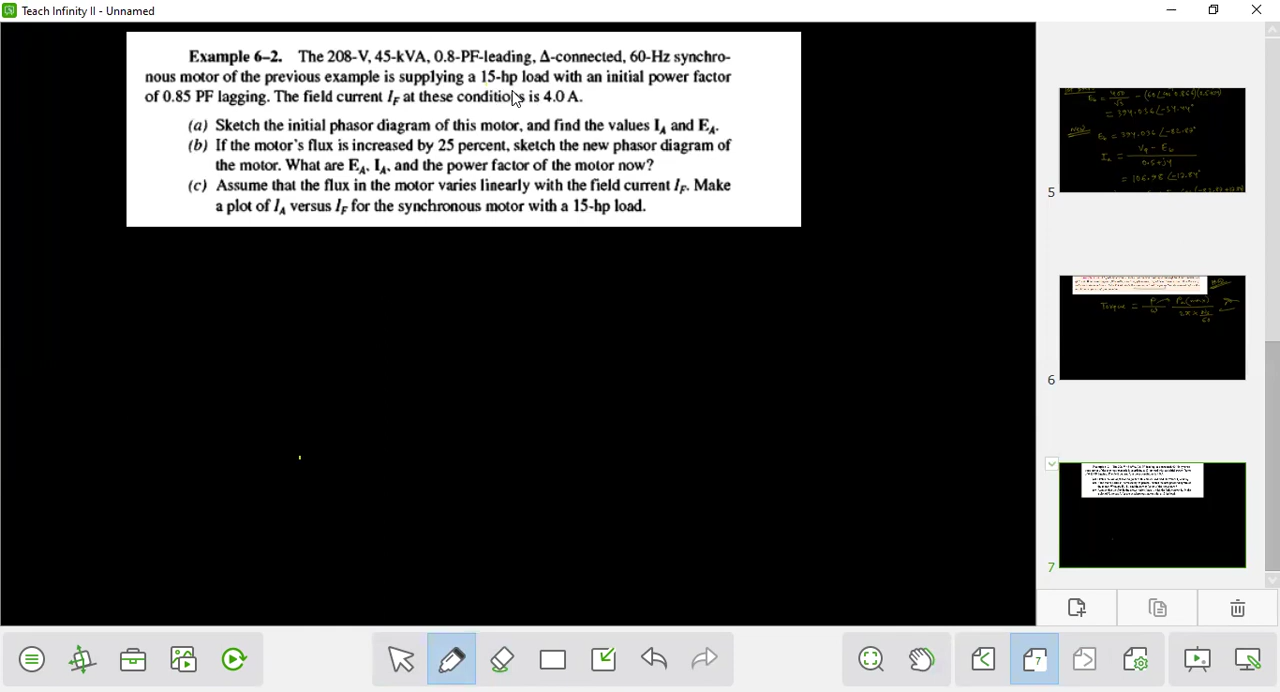 Teach Infinity II - Unnamed
Example 6–2. The 208-V, 45-kVA, 0.8-PF-leading, Δ-connected, 60-Hz synchro-
nous motor of the previous example is supplying a 15-hp load with an initial power factor
of 0.85 PF lagging. The field current I_F at these conditions is 4.0 A.
(a) Sketch the initial phasor diagram of this motor, and find the values I_A and E_A.
(b) If the motor's flux is increased by 25 percent, sketch the new phasor diagram of
the motor. What are E_A, I_A, and the power factor of the motor now?
(c) Assume that the flux in the motor varies linearly with the field current I_F. Make
a plot of I_A versus I_F for the synchronous motor with a 15-hp load.
5
Torque =
6
7
7